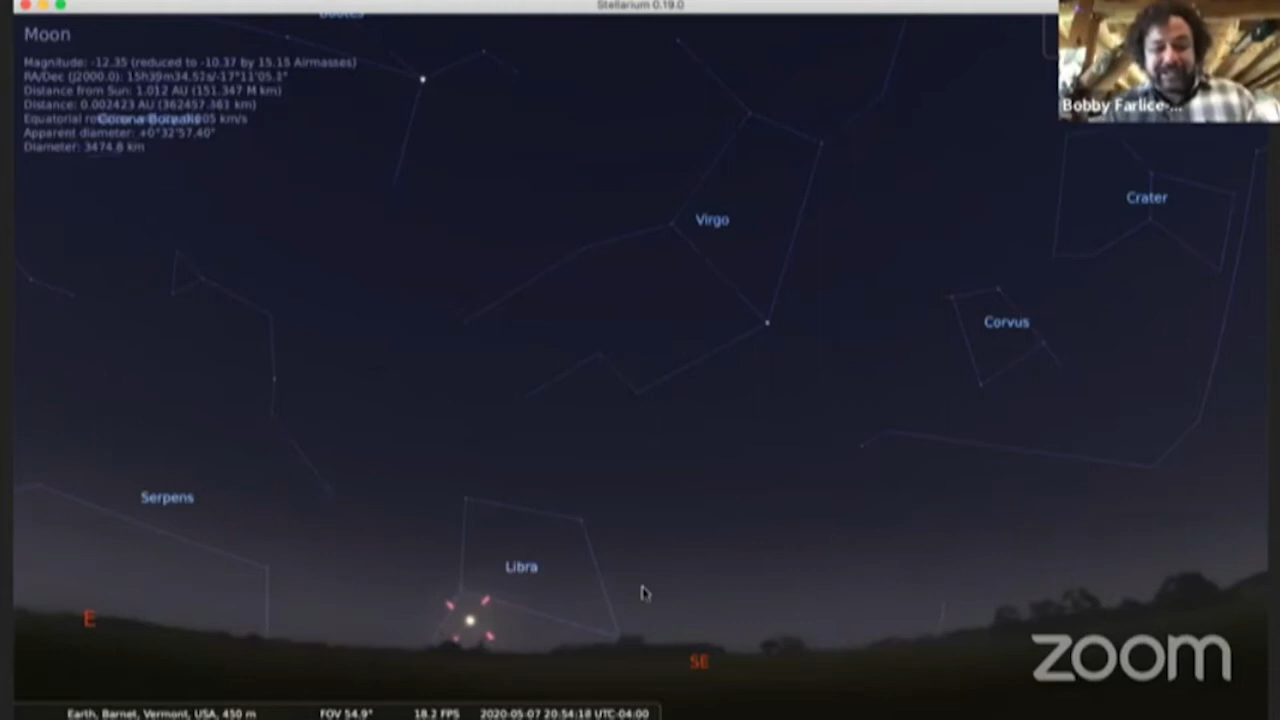 Stellarium 0.19.0
Bootes
Moon
Magnitude: -12.35 (reduced to -10.37 by 15.15 Airmasses)
RA/Dec (J2000.0): 15h39m34.51s/-17°11'05.1"
Distance from Sun: 1.012 AU (151.347 M km)
Distance: 0.002423 AU (362457.361 km)
Equatorial km/s
Corona Borealis
Apparent diameter: +0°32'57.40"
Diameter: 3474.8 km
Bobby Farlice-...
Virgo
Crater
Corvus
Serpens
Libra
E
SE
zoom
Earth, Barnet, Vermont, USA, 450 m FOV 54.9° 18.2 FPS 2020-05-07 20:54:18 UTC-04:00